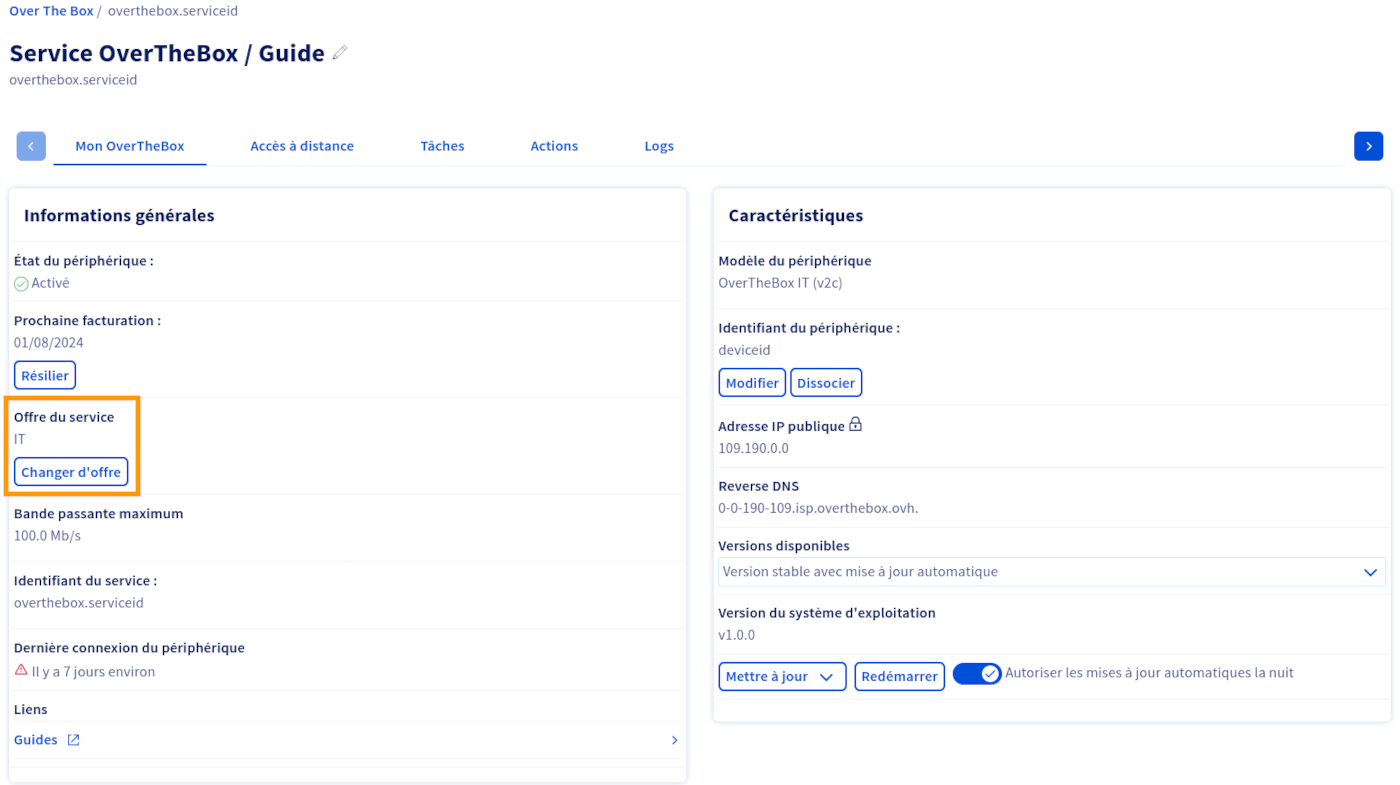 Over The Box / overthebox.serviceid
Service OverTheBox / Guide
overthebox.serviceid
Mon OverTheBox
Accès à distance
Tâches
Actions
Logs
Informations générales
État du périphérique :
Activé
Prochaine facturation :
01/08/2024
Résilier
Offre du service
IT
Changer d'offre
Bande passante maximum
100.0 Mb/s
Identifiant du service :
overthebox.serviceid
Dernière connexion du périphérique
Il y a 7 jours environ
Liens
Guides
Caractéristiques
Modèle du périphérique
OverTheBox IT (v2c)
Identifiant du périphérique :
deviceid
Modifier Dissocier
Adresse IP publique
109.190.0.0
Reverse DNS
0-0-190-109.isp.overthebox.ovh.
Versions disponibles
Version stable avec mise à jour automatique
Version du système d'exploitation
v1.0.0
Mettre à jour Redémarrer Autoriser les mises à jour automatiques la nuit